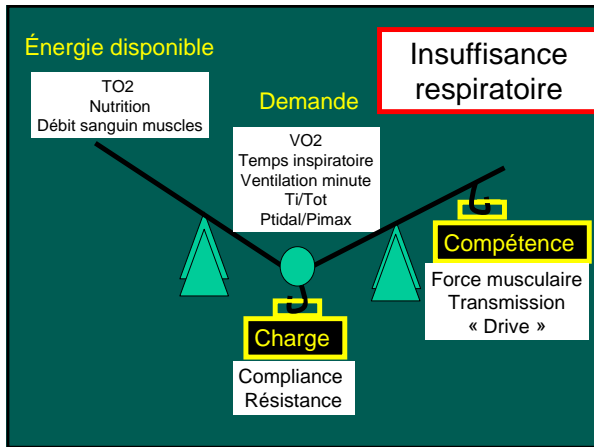 Énergie disponible
TO2
Nutrition
Débit sanguin muscles
Demande
VO2
Temps inspiratoire
Ventilation minute
Ti/Tot
Ptidal/Pimax
Insuffisance
respiratoire
Compétence
Force musculaire
Transmission
« Drive »
Charge
Compliance
Résistance